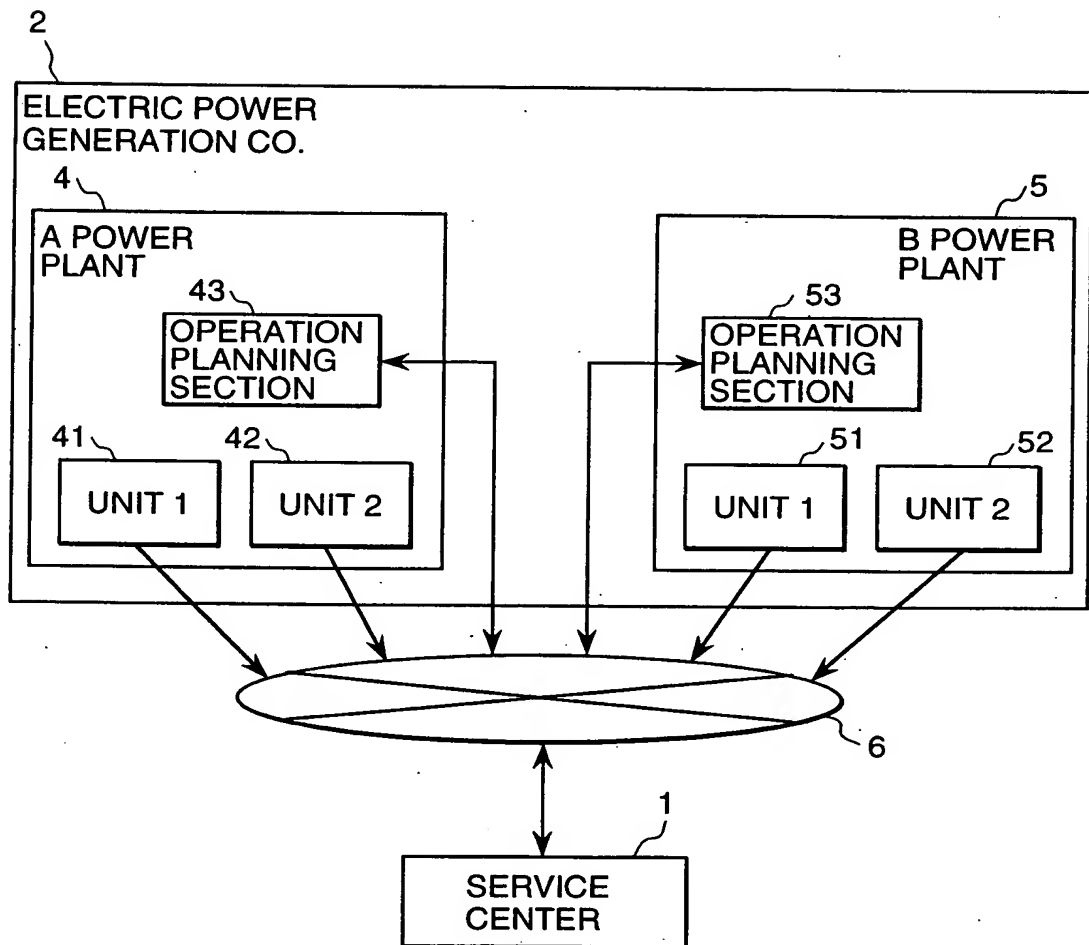 2
ELECTRIC POWER
GENERATION CO.
4
A POWER
PLANT
43
OPERATION
PLANNING
SECTION
41
UNIT 1
42
UNIT 2
5
B POWER
PLANT
53
OPERATION
PLANNING
SECTION
51
UNIT 1
52
UNIT 2
6
1
SERVICE
CENTER